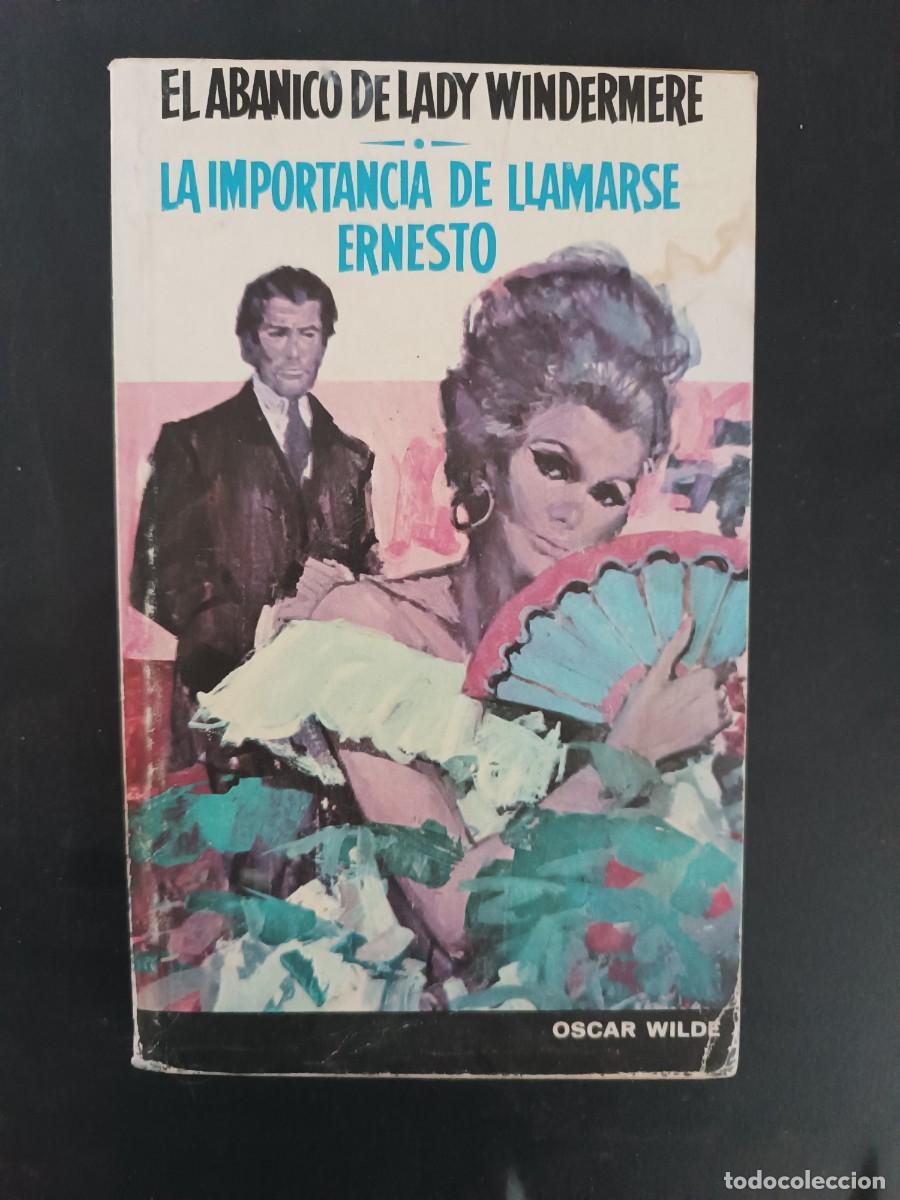 EL ABANICO DE LADY WINDERMERE
LA IMPORTANCIA DE LLAMARSE
ERNESTO
OSCAR WILDE
todocoleccion